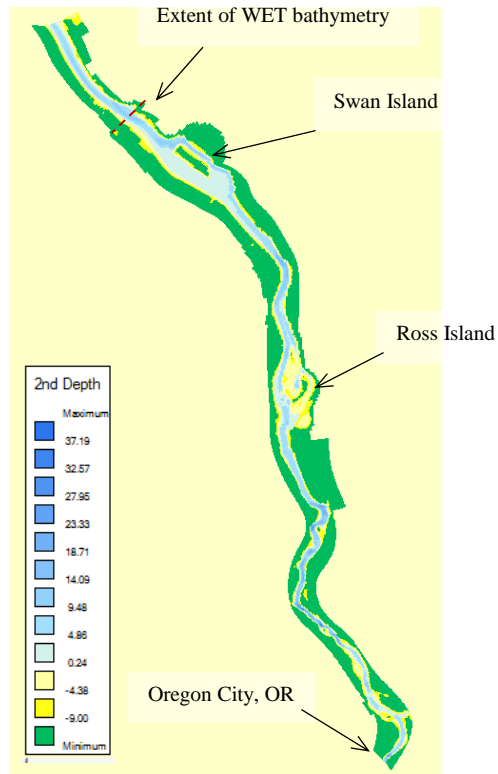 Extent of WET bathymetry
Swan Island
Ross Island
2nd Depth
Maximum
37.19
32.57
27.95
23.33
18.71
14.09
9.48
4.86
0.24
-4.38
-9.00
Minimum
Oregon City, OR